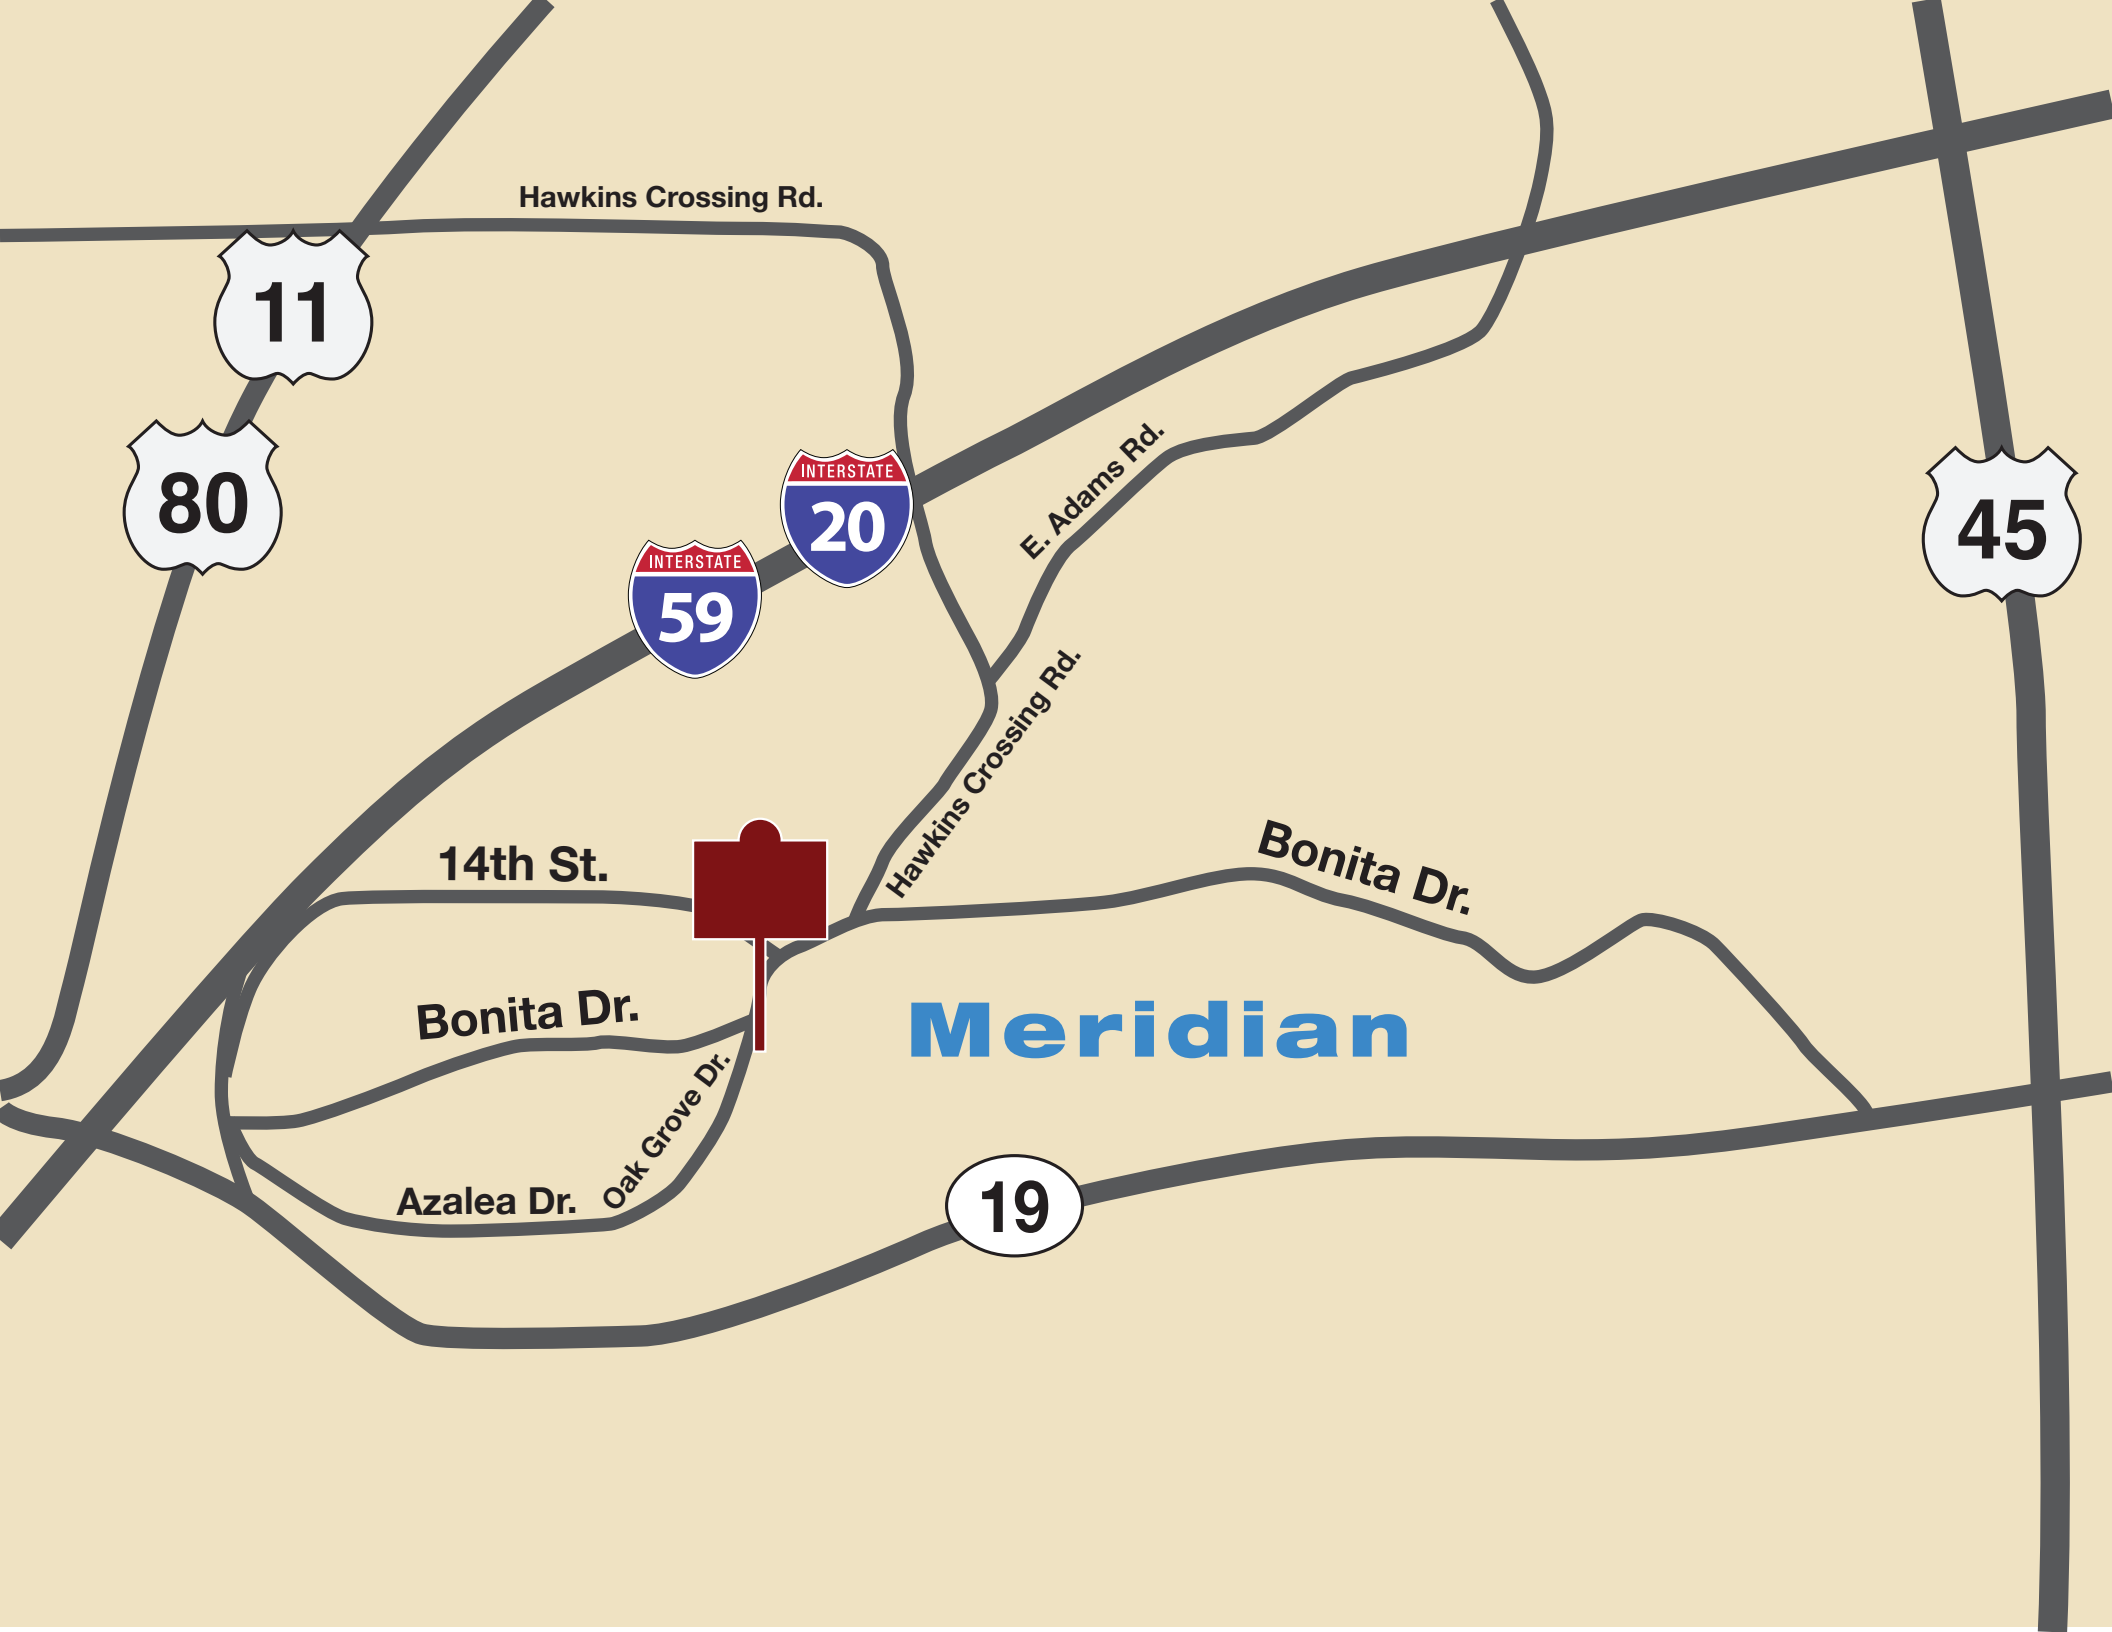 Hawkins Crossing Rd.
11
80
INTERSTATE
20
INTERSTATE
59
45
E. Adams Rd.
Hawkins Crossing Rd.
14th St.
Bonita Dr.
Bonita Dr.
Meridian
Oak Grove Dr.
Azalea Dr.
19